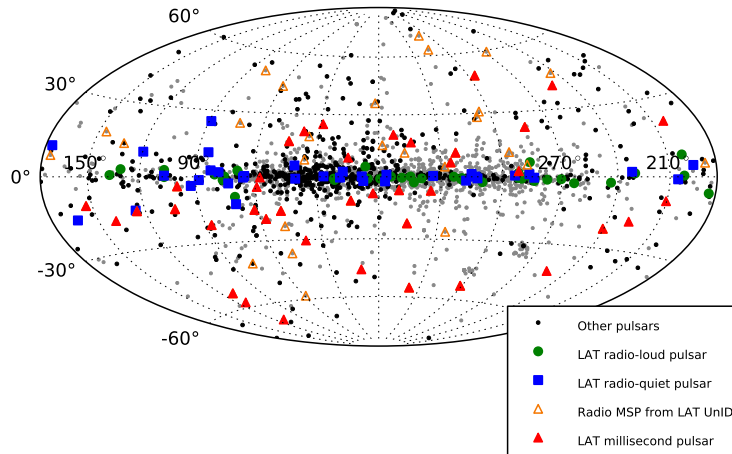 60°
30°
150° 90° 270 210
0°
-30°
-60°
Other pulsars
LAT radio-loud pulsar
LAT radio-quiet pulsar
Radio MSP from LAT UnID
LAT millisecond pulsar